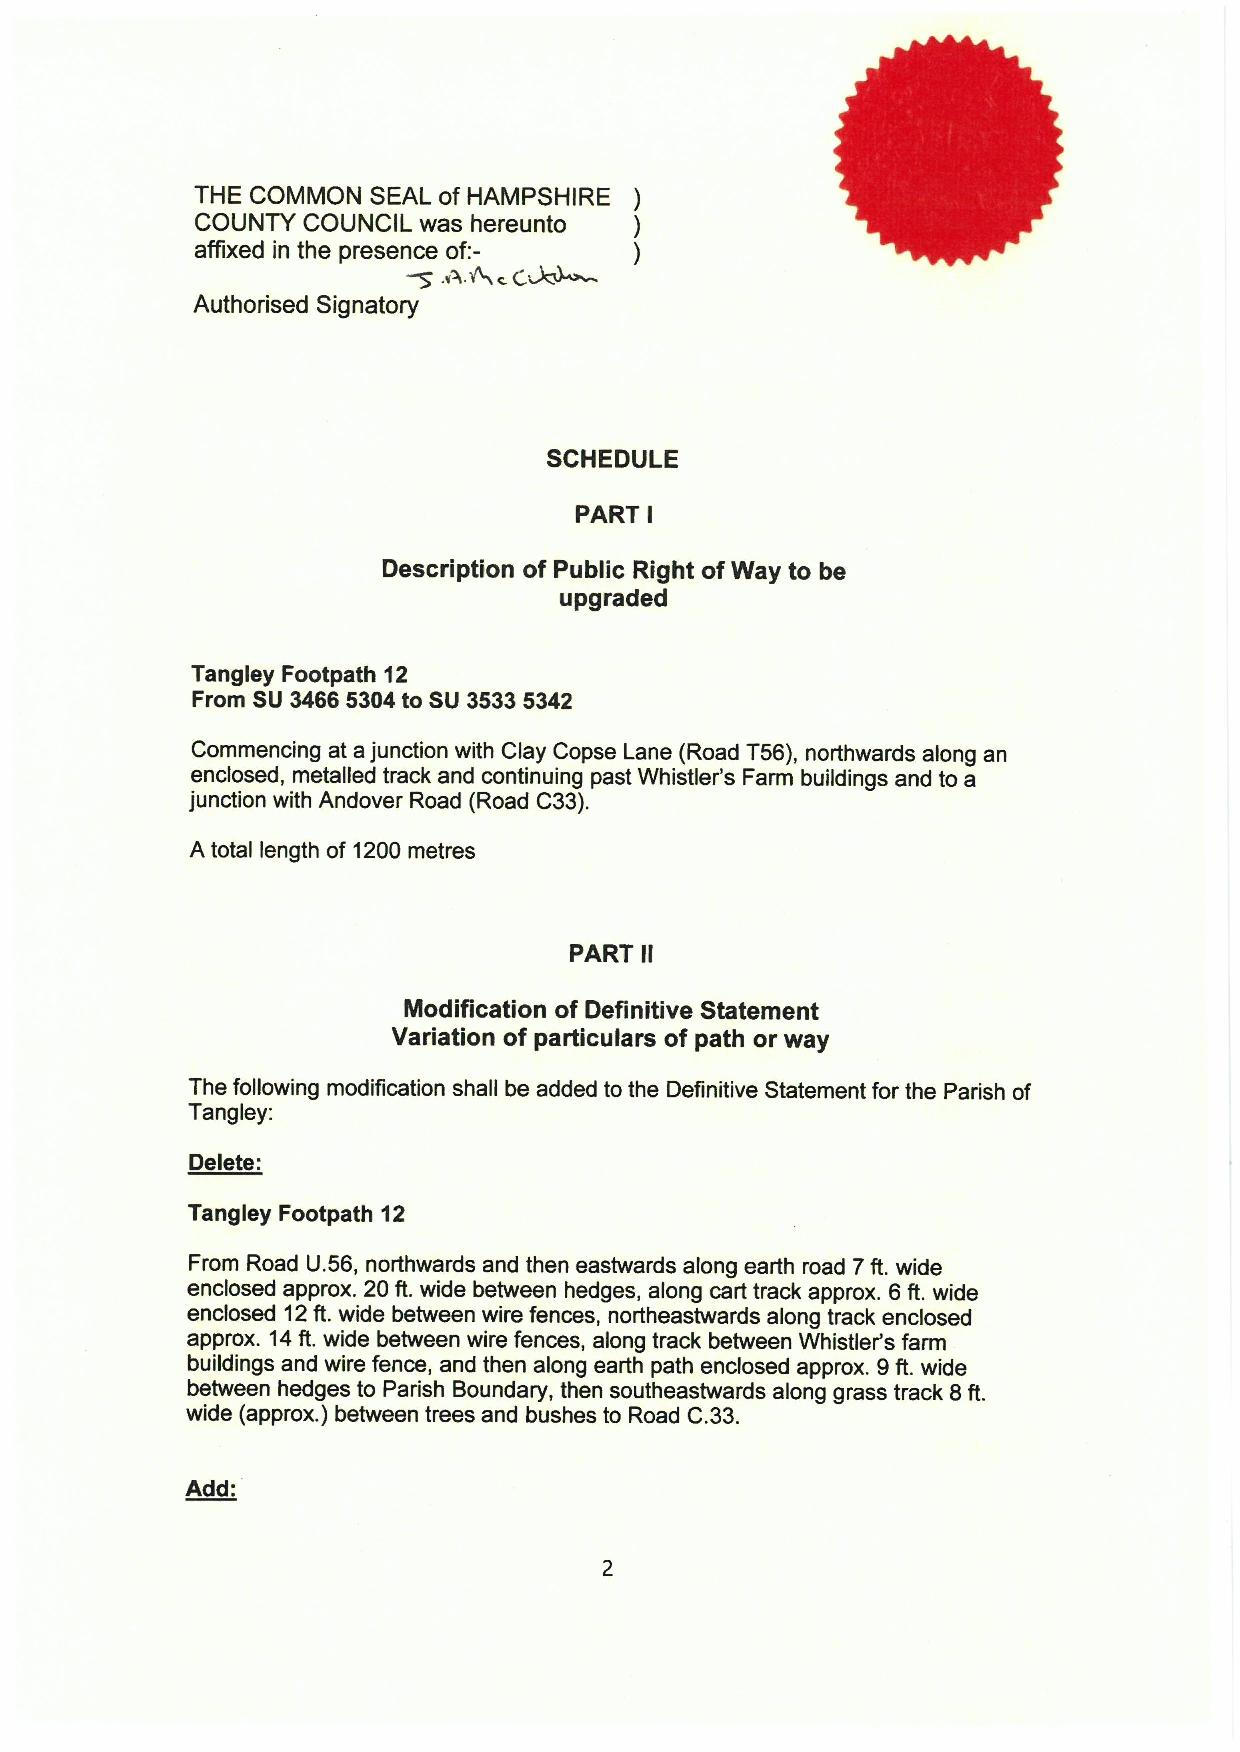 THE COMMON SEAL of HAMPSHIRE )
COUNTY COUNCIL was hereunto )
affixed in the presence of:- )
J.A.Mc
Authorised Signatory
SCHEDULE
PART I
Description of Public Right of Way to be
upgraded
Tangley Footpath 12
From SU 3466 5304 to SU 3533 5342
Commencing at a junction with Clay Copse Lane (Road T56), northwards along an
enclosed, metalled track and continuing past Whistler's Farm buildings and to a
junction with Andover Road (Road C33).
A total length of 1200 metres
PART II
Modification of Definitive Statement
Variation of particulars of path or way
The following modification shall be added to the Definitive Statement for the Parish of
Tangley:
Delete:
Tangley Footpath 12
From Road U.56, northwards and then eastwards along earth road 7 ft. wide
enclosed approx. 20 ft. wide between hedges, along cart track approx. 6 ft. wide
enclosed 12 ft. wide between wire fences, northeastwards along track enclosed
approx. 14 ft. wide between wire fences, along track between Whistler's farm
buildings and wire fence, and then along earth path enclosed approx. 9 ft. wide
between hedges to Parish Boundary, then southeastwards along grass track 8 ft.
wide (approx.) between trees and bushes to Road C.33.
Add:
2